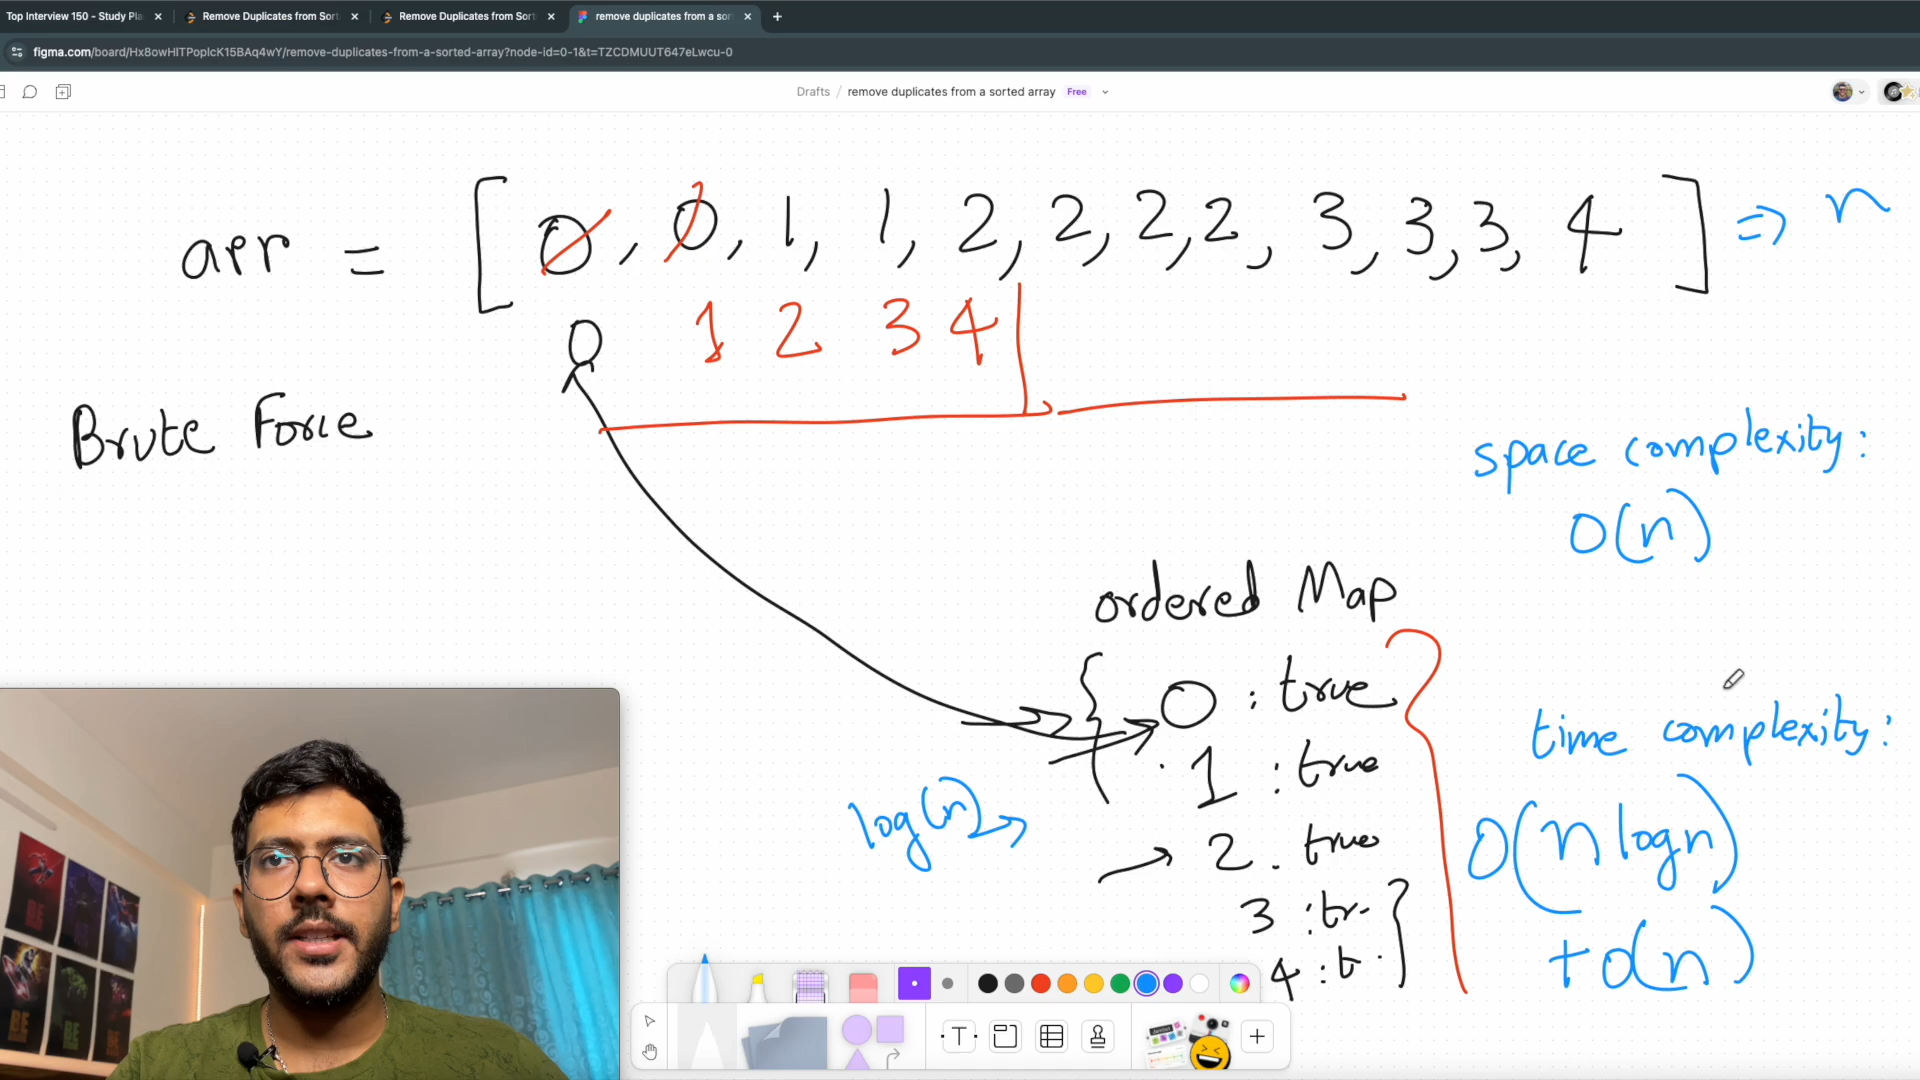 Top Interview 150 - Study Pla
Remove Duplicates from Sort
Remove Duplicates from Sort
remove duplicates from a sor
figma.com/board/Hx8owHlTPoplcK15BAq4wY/remove-duplicates-from-a-sorted-array?node-id=0-1&t=TZCDMUUT647eLwcu-0
Drafts / remove duplicates from a sorted array Free
arr = [ 0, 0, 1, 1, 2, 2, 2, 2, 3, 3, 3, 4 ] => n
0 1 2 3 4
Brute Force
space complexity:
O(n)
ordered Map
{ 0 : true
1 : true
log(n)
2 . true
3 : tr
4 : t }
time complexity:
O(n logn)
+ O(n)
T